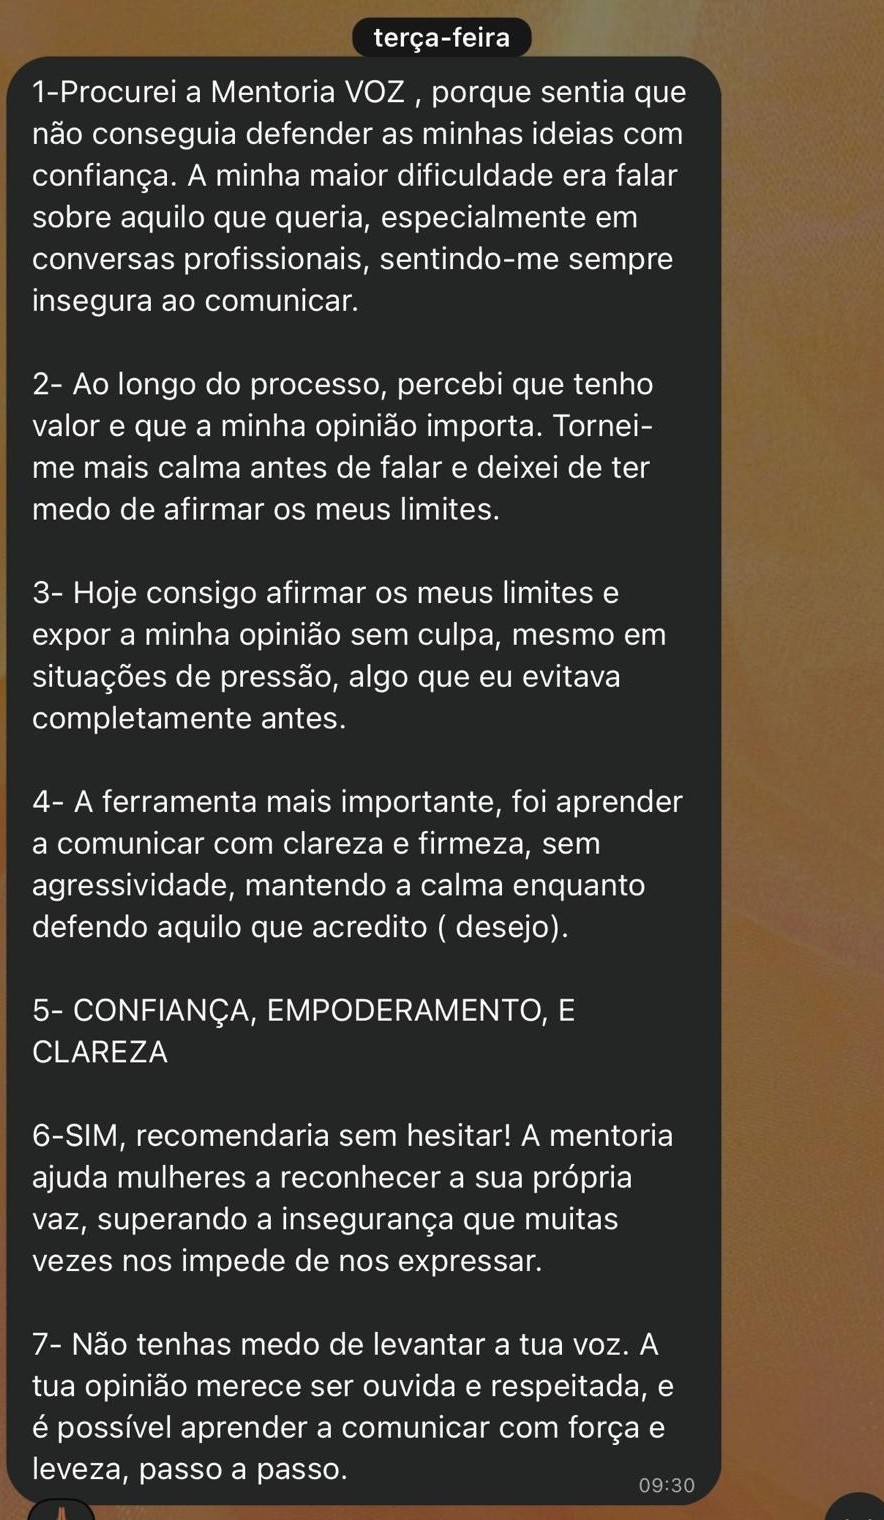 terça-feira
1-Procurei a Mentoria VOZ , porque sentia que
não conseguia defender as minhas ideias com
confiança. A minha maior dificuldade era falar
sobre aquilo que queria, especialmente em
conversas profissionais, sentindo-me sempre
insegura ao comunicar.
2- Ao longo do processo, percebi que tenho
valor e que a minha opinião importa. Tornei-
me mais calma antes de falar e deixei de ter
medo de afirmar os meus limites.
3- Hoje consigo afirmar os meus limites e
expor a minha opinião sem culpa, mesmo em
situações de pressão, algo que eu evitava
completamente antes.
4- A ferramenta mais importante, foi aprender
a comunicar com clareza e firmeza, sem
agressividade, mantendo a calma enquanto
defendo aquilo que acredito ( desejo).
5- CONFIANÇA, EMPODERAMENTO, E
CLAREZA
6-SIM, recomendaria sem hesitar! A mentoria
ajuda mulheres a reconhecer a sua própria
vaz, superando a insegurança que muitas
vezes nos impede de nos expressar.
7- Não tenhas medo de levantar a tua voz. A
tua opinião merece ser ouvida e respeitada, e
é possível aprender a comunicar com força e
leveza, passo a passo.
09:30